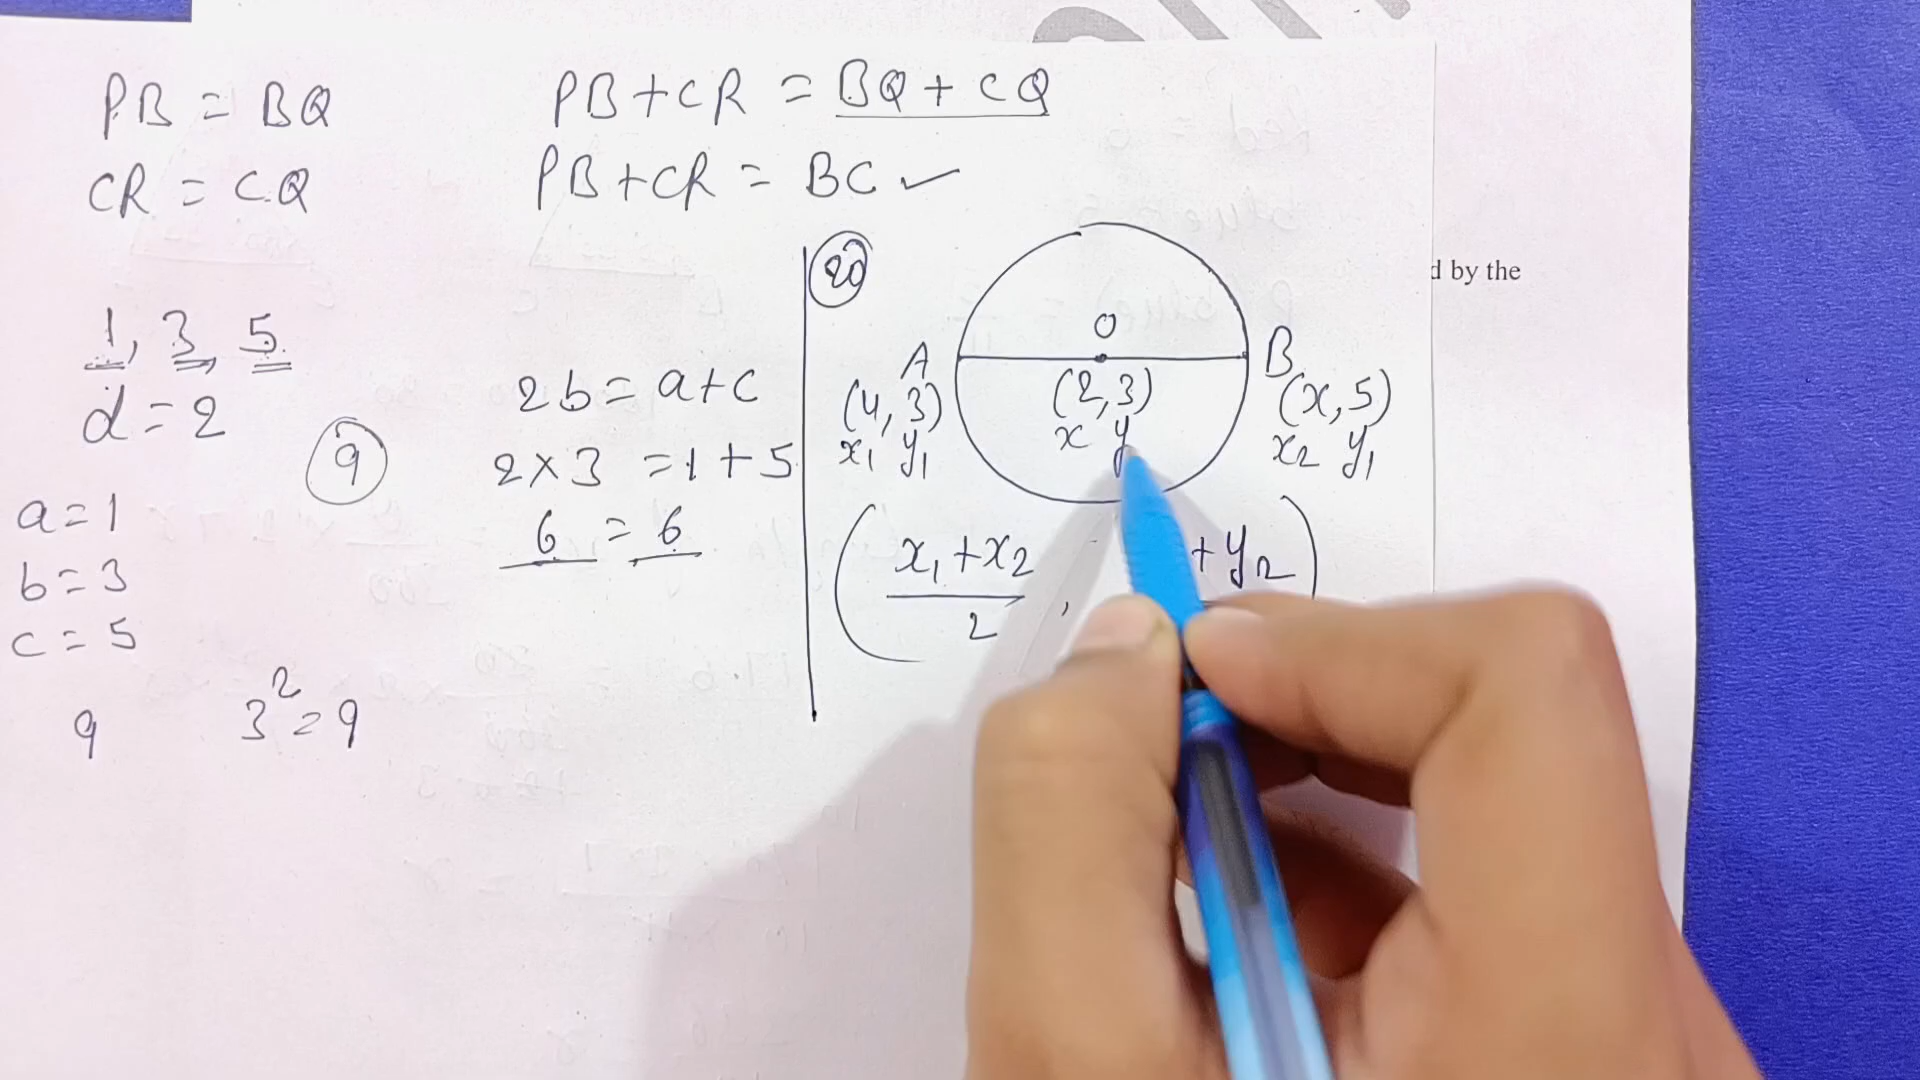 PB = BQ
CR = CQ
PB + CR = BQ + CQ
PB + CR = BC ✓
1, 3, 5
d = 2
a = 1
b = 3
c = 5
9
3² = 9
9
2b = a + c
2 × 3 = 1 + 5
6 = 6
20
O
A
B
(4, 3)
(2, 3)
(x, 5)
x₁ y₁
x y
x₂ y₁
(x₁ + x₂ / 2 , + y₂)
d by the